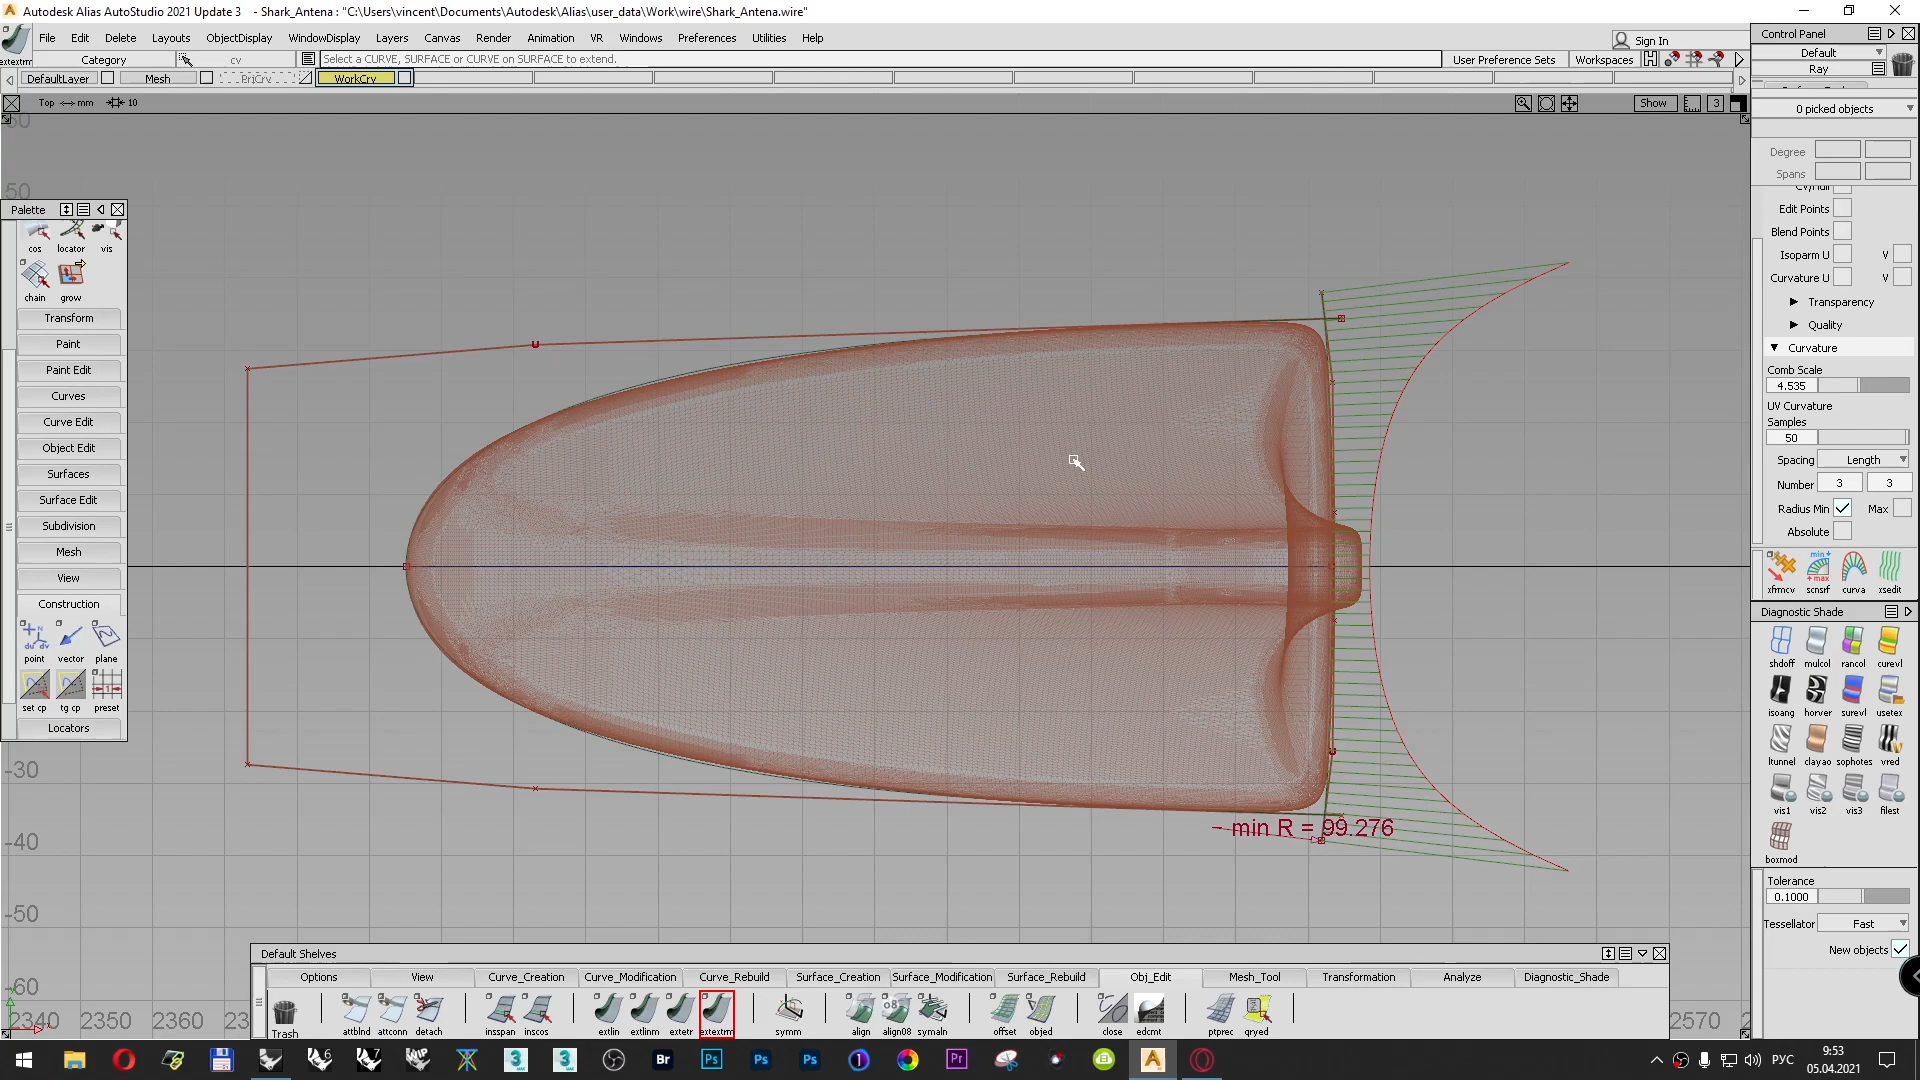 Autodesk Alias AutoStudio 2021 Update 3 - Shark_Antena : "C:\Users\vincent\Documents\Autodesk\Alias\user_data\Work\wire\Shark_Antena.wire"
File Edit Delete Layouts ObjectDisplay WindowDisplay Layers Canvas Render Animation VR Windows Preferences Utilities Help
Sign In
extextrm Category cv Select a CURVE, SURFACE or CURVE on SURFACE to extend. User Preference Sets Workspaces
DefaultLayer Mesh PrjCrv WorkCrv
Top mm 10 Show 3
50
-30
-40
-50
-60
2340 2350 2360 23
2570 2
min R = 99.276
Palette
cos locator vis
chain grow
Transform
Paint
Paint Edit
Curves
Curve Edit
Object Edit
Surfaces
Surface Edit
Subdivision
Mesh
View
Construction
point vector plane
set cp tg cp preset
Locators
Control Panel
Default
Ray
0 picked objects
Degree
Spans
CV/Hull
Edit Points
Blend Points
Isoparm U V
Curvature U V
Transparency
Quality
Curvature
Comb Scale
4.535
UV Curvature
Samples
50
Spacing Length
Number 3 3
Radius Min Max
Absolute
xfrmcv scnsrf curva xsedit
Diagnostic Shade
shdoff mulcol rancol curevl
isoang horver surevl usetex
ltunnel clayao sophotes vred
vis1 vis2 vis3 filest
boxmod
Tolerance
0.1000
Tessellator Fast
New objects
Default Shelves
Options View Curve_Creation Curve_Modification Curve_Rebuild Surface_Creation Surface_Modification Surface_Rebuild Obj_Edit Mesh_Tool Transformation Analyze Diagnostic_Shade
Trash attblnd attconn detach insspan inscos extlin extlinm extetr extextrm symm align align08 symaln offset objed close edcmt ptprec qryed
Br Ps Ps Ps Pr РУС
9:53
05.04.2021